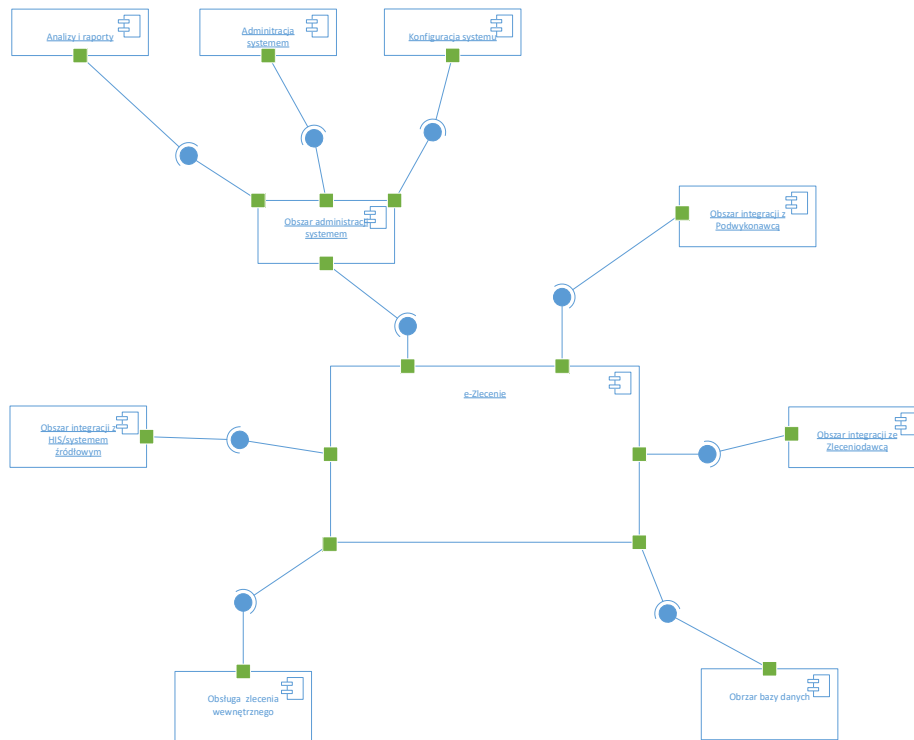 Analizy i raporty
Adminitracja
systemem
Konfiguracja systemu
Obszar administracji
systemem
Obszar integracji z
Podwykonawcą
e-Zlecenie
Obszar integracji z
HIS/systemem
źródłowym
Obszar integracji ze
Zleceniodawcą
Obsługa zlecenia
wewnętrznego
Obrzar bazy danych